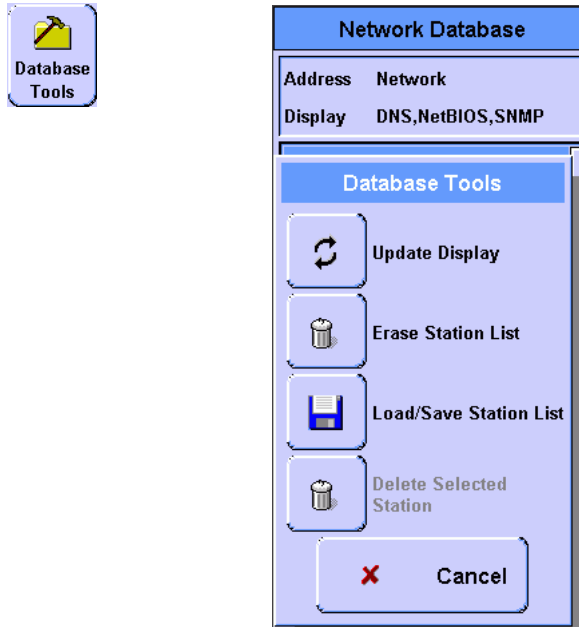 Database
Tools
Network Database
Address Network
Display DNS,NetBIOS,SNMP
Database Tools
Update Display
Erase Station List
Load/Save Station List
Delete Selected
Station
Cancel